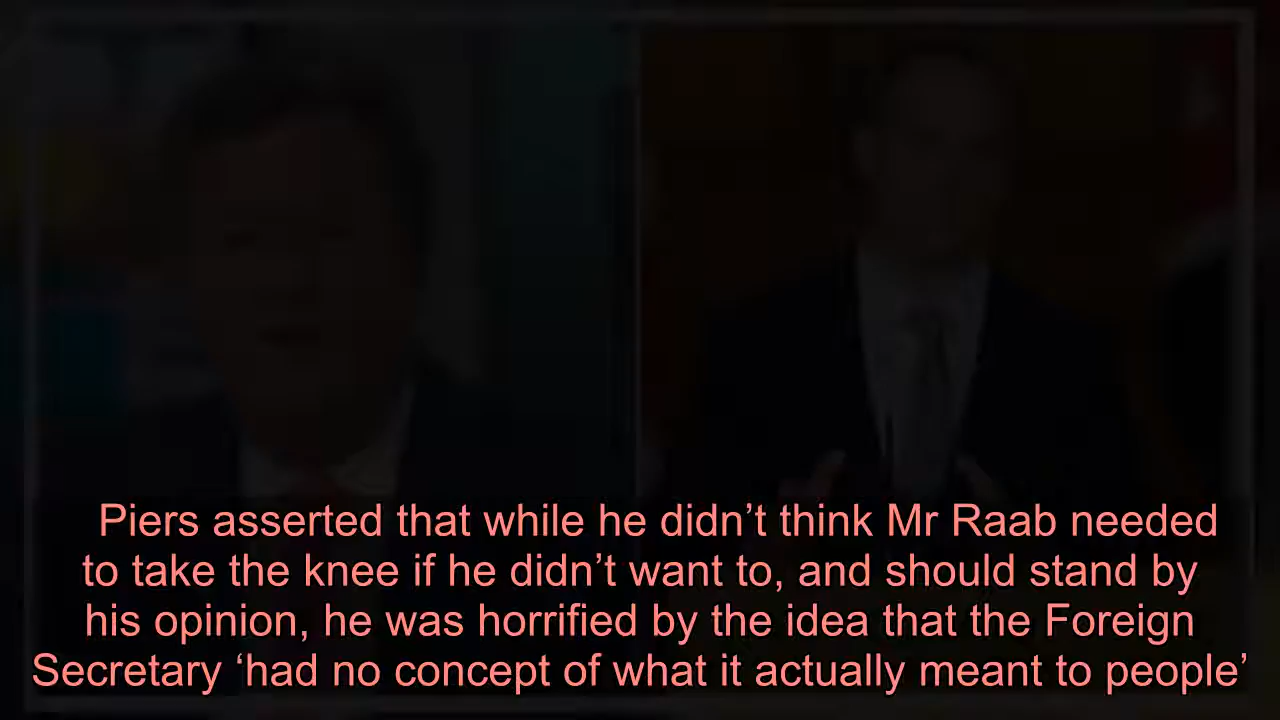 Piers asserted that while he didn’t think Mr Raab needed
to take the knee if he didn’t want to, and should stand by
his opinion, he was horrified by the idea that the Foreign
Secretary ‘had no concept of what it actually meant to people’